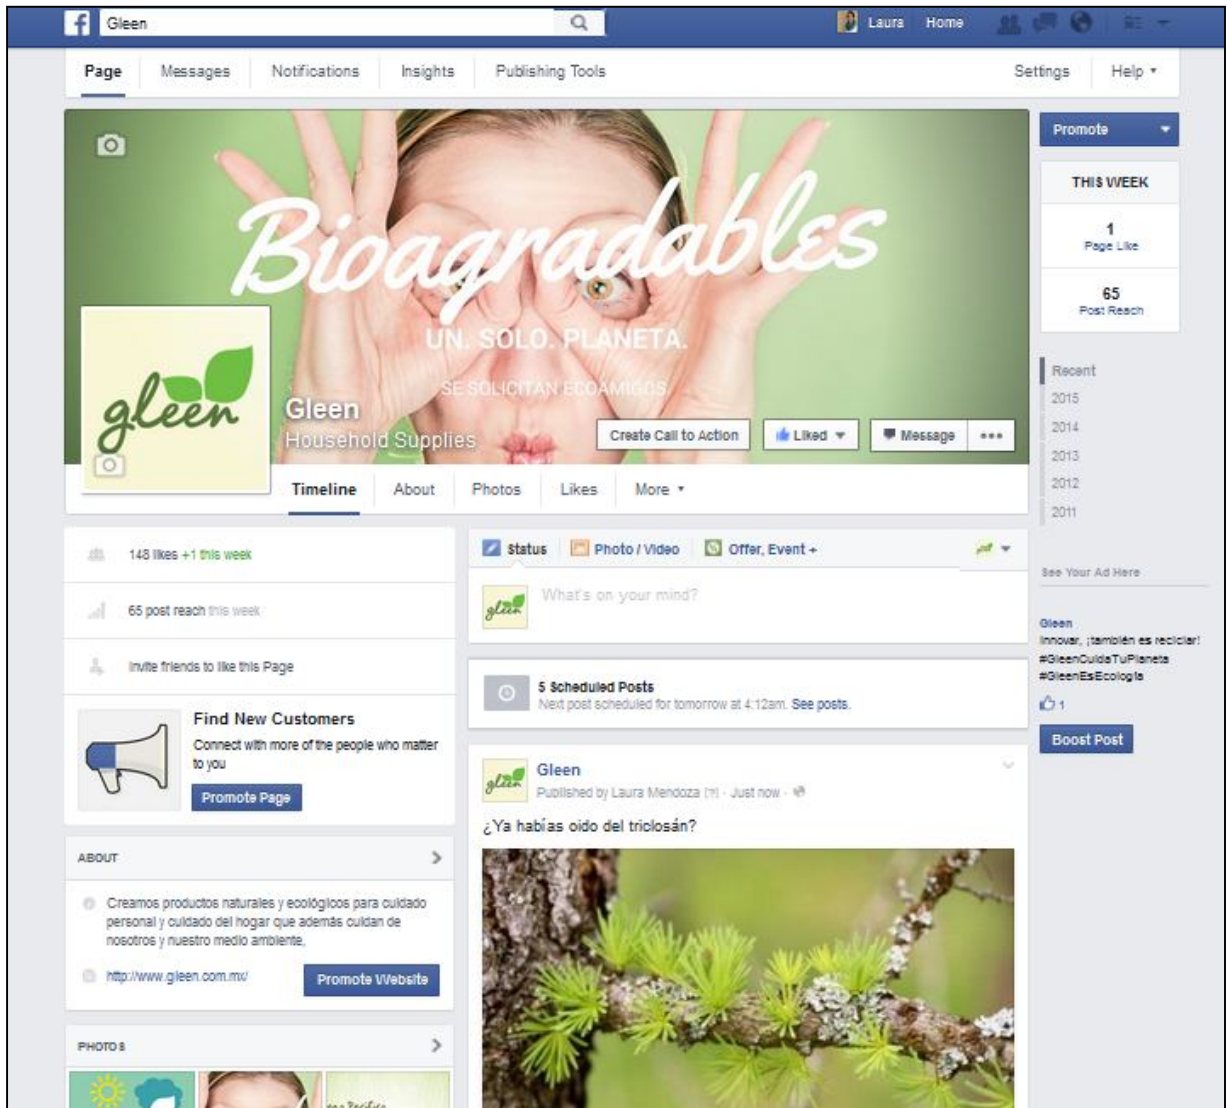 Gleen
Laura Home
Page Messages Notifications Insights Publishing Tools Settings Help
Promote
THIS WEEK
1
Page Like
65
Post Reach
Bioagradables
UN. SOLO. PLANETA.
SE SOLICITAN ECOAMIGOS.
gleen
Gleen
Household Supplies
Create Call to Action Liked Message
Timeline About Photos Likes More
Recent
2015
2014
2013
2012
2011
148 likes +1 this week
65 post reach this week
Invite friends to like this Page
Find New Customers
Connect with more of the people who matter
to you
Promote Page
ABOUT
Creamos productos naturales y ecológicos para cuidado
personal y cuidado del hogar que además cuidan de
nosotros y nuestro medio ambiente,
http://www.gleen.com.mx/
Promote Website
PHOTOS
Status Photo / Video Offer, Event +
gleen
What's on your mind?
5 Scheduled Posts
Next post scheduled for tomorrow at 4:12am. See posts.
gleen
Gleen
Published by Laura Mendoza [?] · Just now ·
¿Ya habías oido del triclosán?
See Your Ad Here
Gleen
Innovar, ¡también es reciclar!
#GleenCuidaTuPlaneta
#GleenEsEcología
1
Boost Post